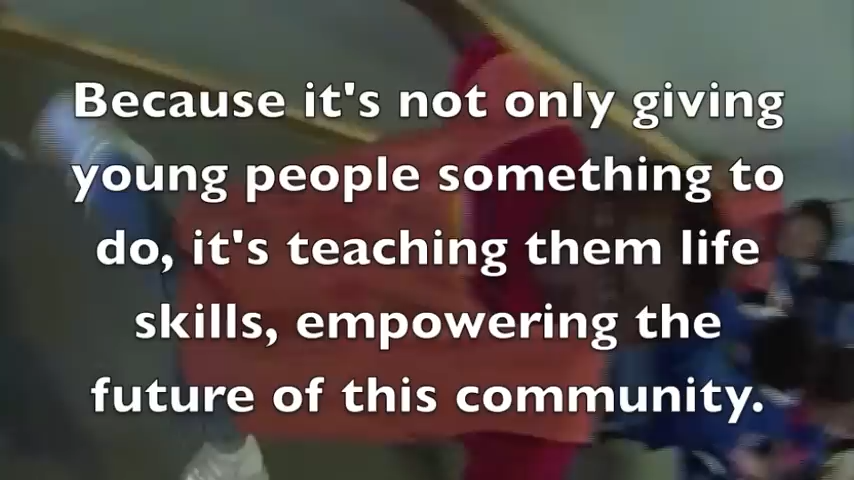 Because it's not only giving
young people something to
do, it's teaching them life
skills, empowering the
future of this community.